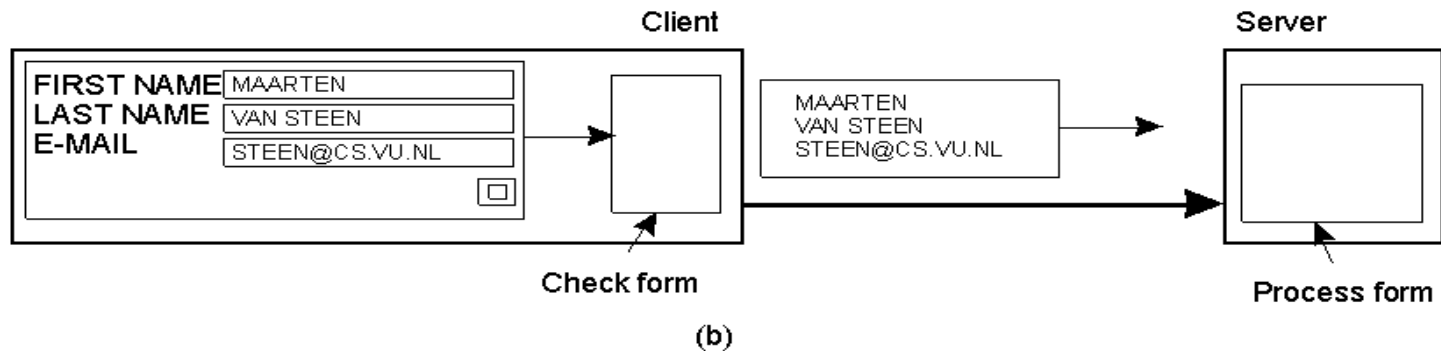 Client
Server
FIRST NAME MAARTEN
LAST NAME VAN STEEN
E-MAIL STEEN@CS.VU.NL
MAARTEN
VAN STEEN
STEEN@CS.VU.NL
Check form
Process form
(b)